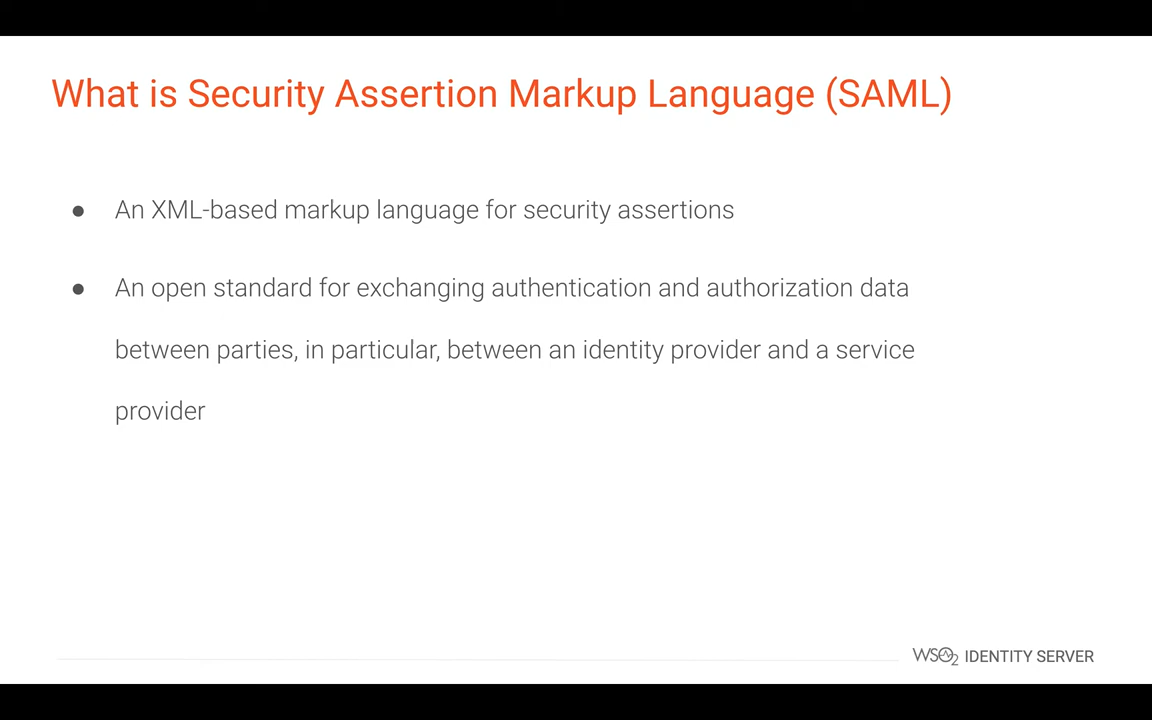 What is Security Assertion Markup Language (SAML)
● An XML-based markup language for security assertions
● An open standard for exchanging authentication and authorization data
between parties, in particular, between an identity provider and a service
provider
WSO2 IDENTITY SERVER